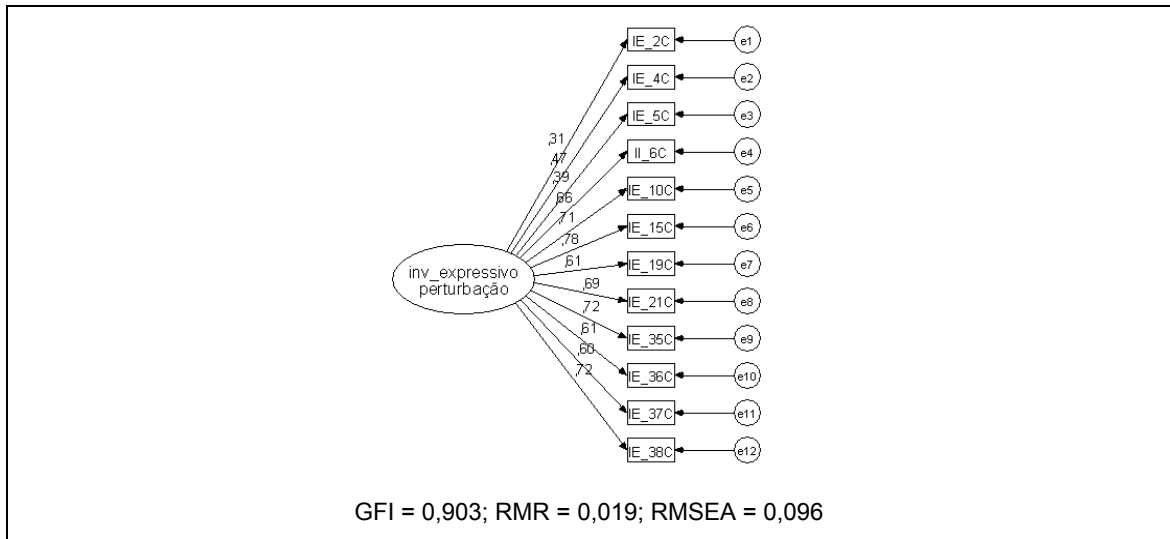 IE_2C e1
IE_4C e2
IE_5C e3
II_6C e4
IE_10C e5
IE_15C e6
IE_19C e7
IE_21C e8
IE_35C e9
IE_36C e10
IE_37C e11
IE_38C e12
,31
,47
,39
,66
,71
,78
,61
,69
,72
,61
,60
,72
inv_expressivo
perturbação
GFI = 0,903; RMR = 0,019; RMSEA = 0,096